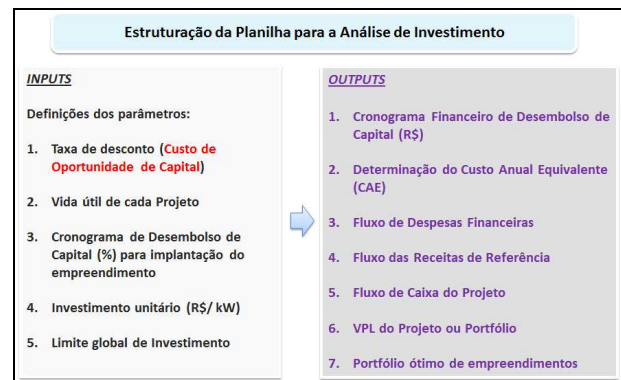 Estruturação da Planilha para a Análise de Investimento
INPUTS
Definições dos parâmetros:
1. Taxa de desconto (Custo de
Oportunidade de Capital)
2. Vida útil de cada Projeto
3. Cronograma de Desembolso de
Capital (%) para implantação do
empreendimento
4. Investimento unitário (R$/ kW)
5. Limite global de Investimento
OUTPUTS
1. Cronograma Financeiro de Desembolso de
Capital (R$)
2. Determinação do Custo Anual Equivalente
(CAE)
3. Fluxo de Despesas Financeiras
4. Fluxo das Receitas de Referência
5. Fluxo de Caixa do Projeto
6. VPL do Projeto ou Portfólio
7. Portfólio ótimo de empreendimentos